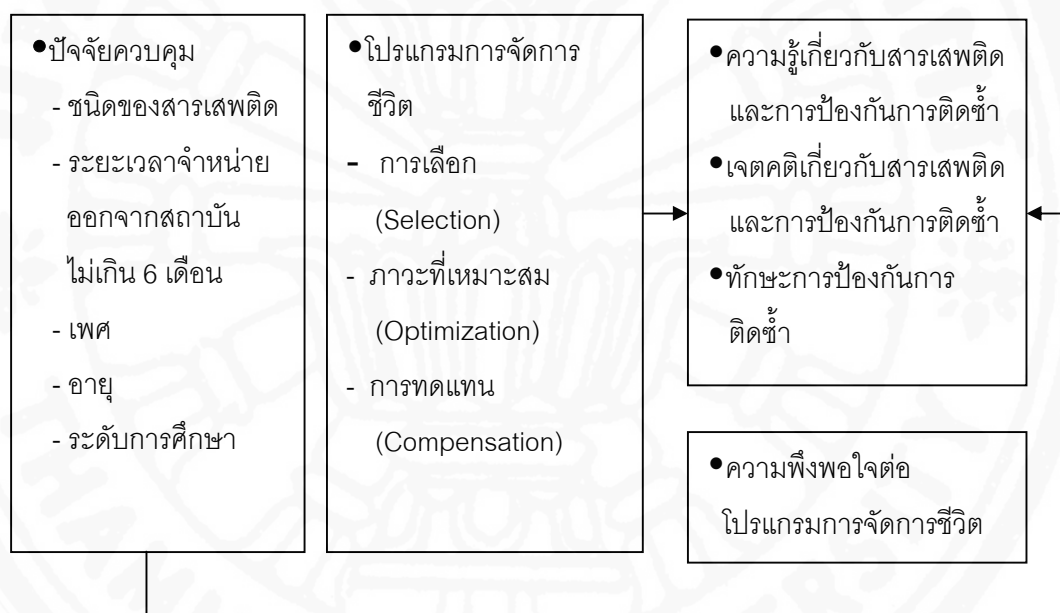 ●ปัจจัยควบคุม
- ชนิดของสารเสพติด
- ระยะเวลาจำหน่าย
ออกจากสถาบัน
ไม่เกิน 6 เดือน
- เพศ
- อายุ
- ระดับการศึกษา
●โปรแกรมการจัดการ
ชีวิต
- การเลือก
(Selection)
- ภาวะที่เหมาะสม
(Optimization)
- การทดแทน
(Compensation)
●ความรู้เกี่ยวกับสารเสพติด
และการป้องกันการติดซ้ำ
●เจตคติเกี่ยวกับสารเสพติด
และการป้องกันการติดซ้ำ
●ทักษะการป้องกันการ
ติดซ้ำ
●ความพึงพอใจต่อ
โปรแกรมการจัดการชีวิต